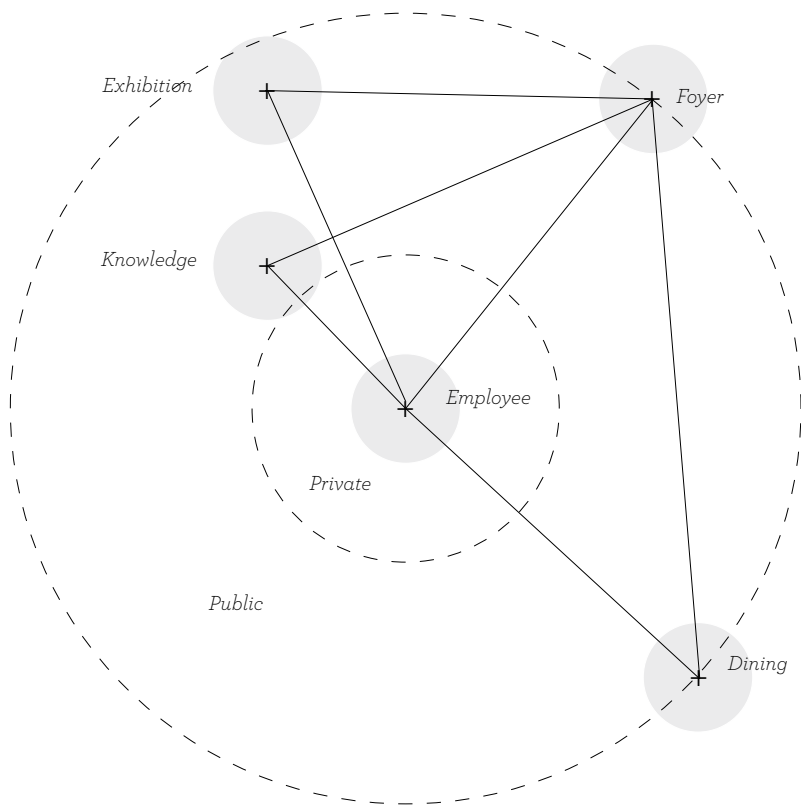 Exhibition
Foyer
Knowledge
Employee
Private
Public
Dining